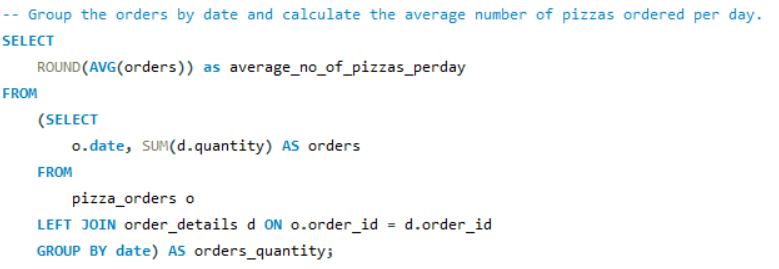 -- Group the orders by date and calculate the average number of pizzas ordered per day.
SELECT
    ROUND(AVG(orders)) as average_no_of_pizzas_perday
FROM
    (SELECT
        o.date, SUM(d.quantity) AS orders
    FROM
        pizza_orders o
    LEFT JOIN order_details d ON o.order_id = d.order_id
    GROUP BY date) AS orders_quantity;